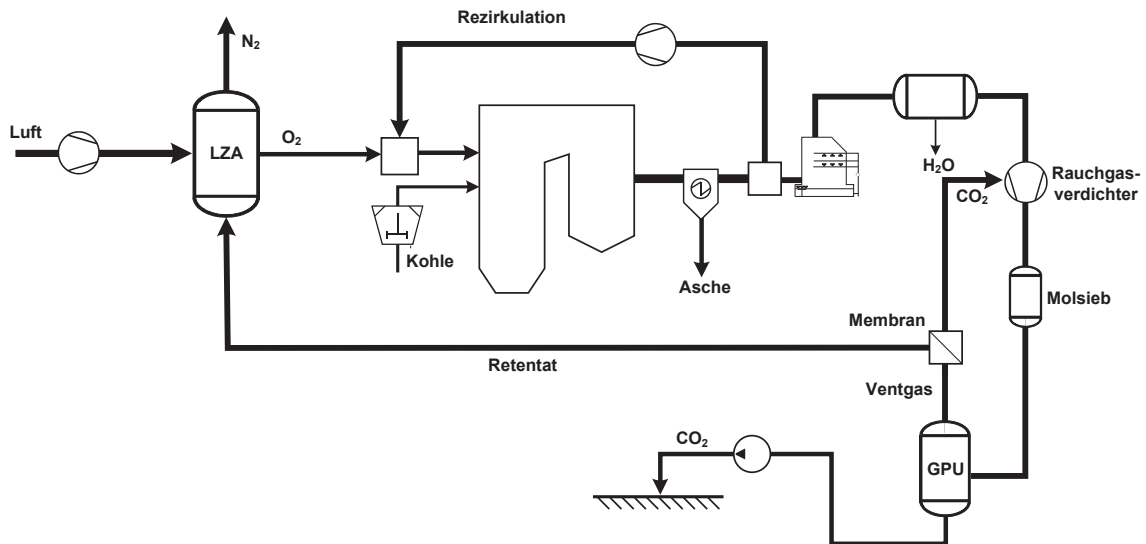 Rezirkulation
N₂
Luft
LZA
O₂
H₂O
CO₂
Rauchgas-
verdichter
Kohle
Asche
Molsieb
Membran
Retentat
Ventgas
CO₂
GPU